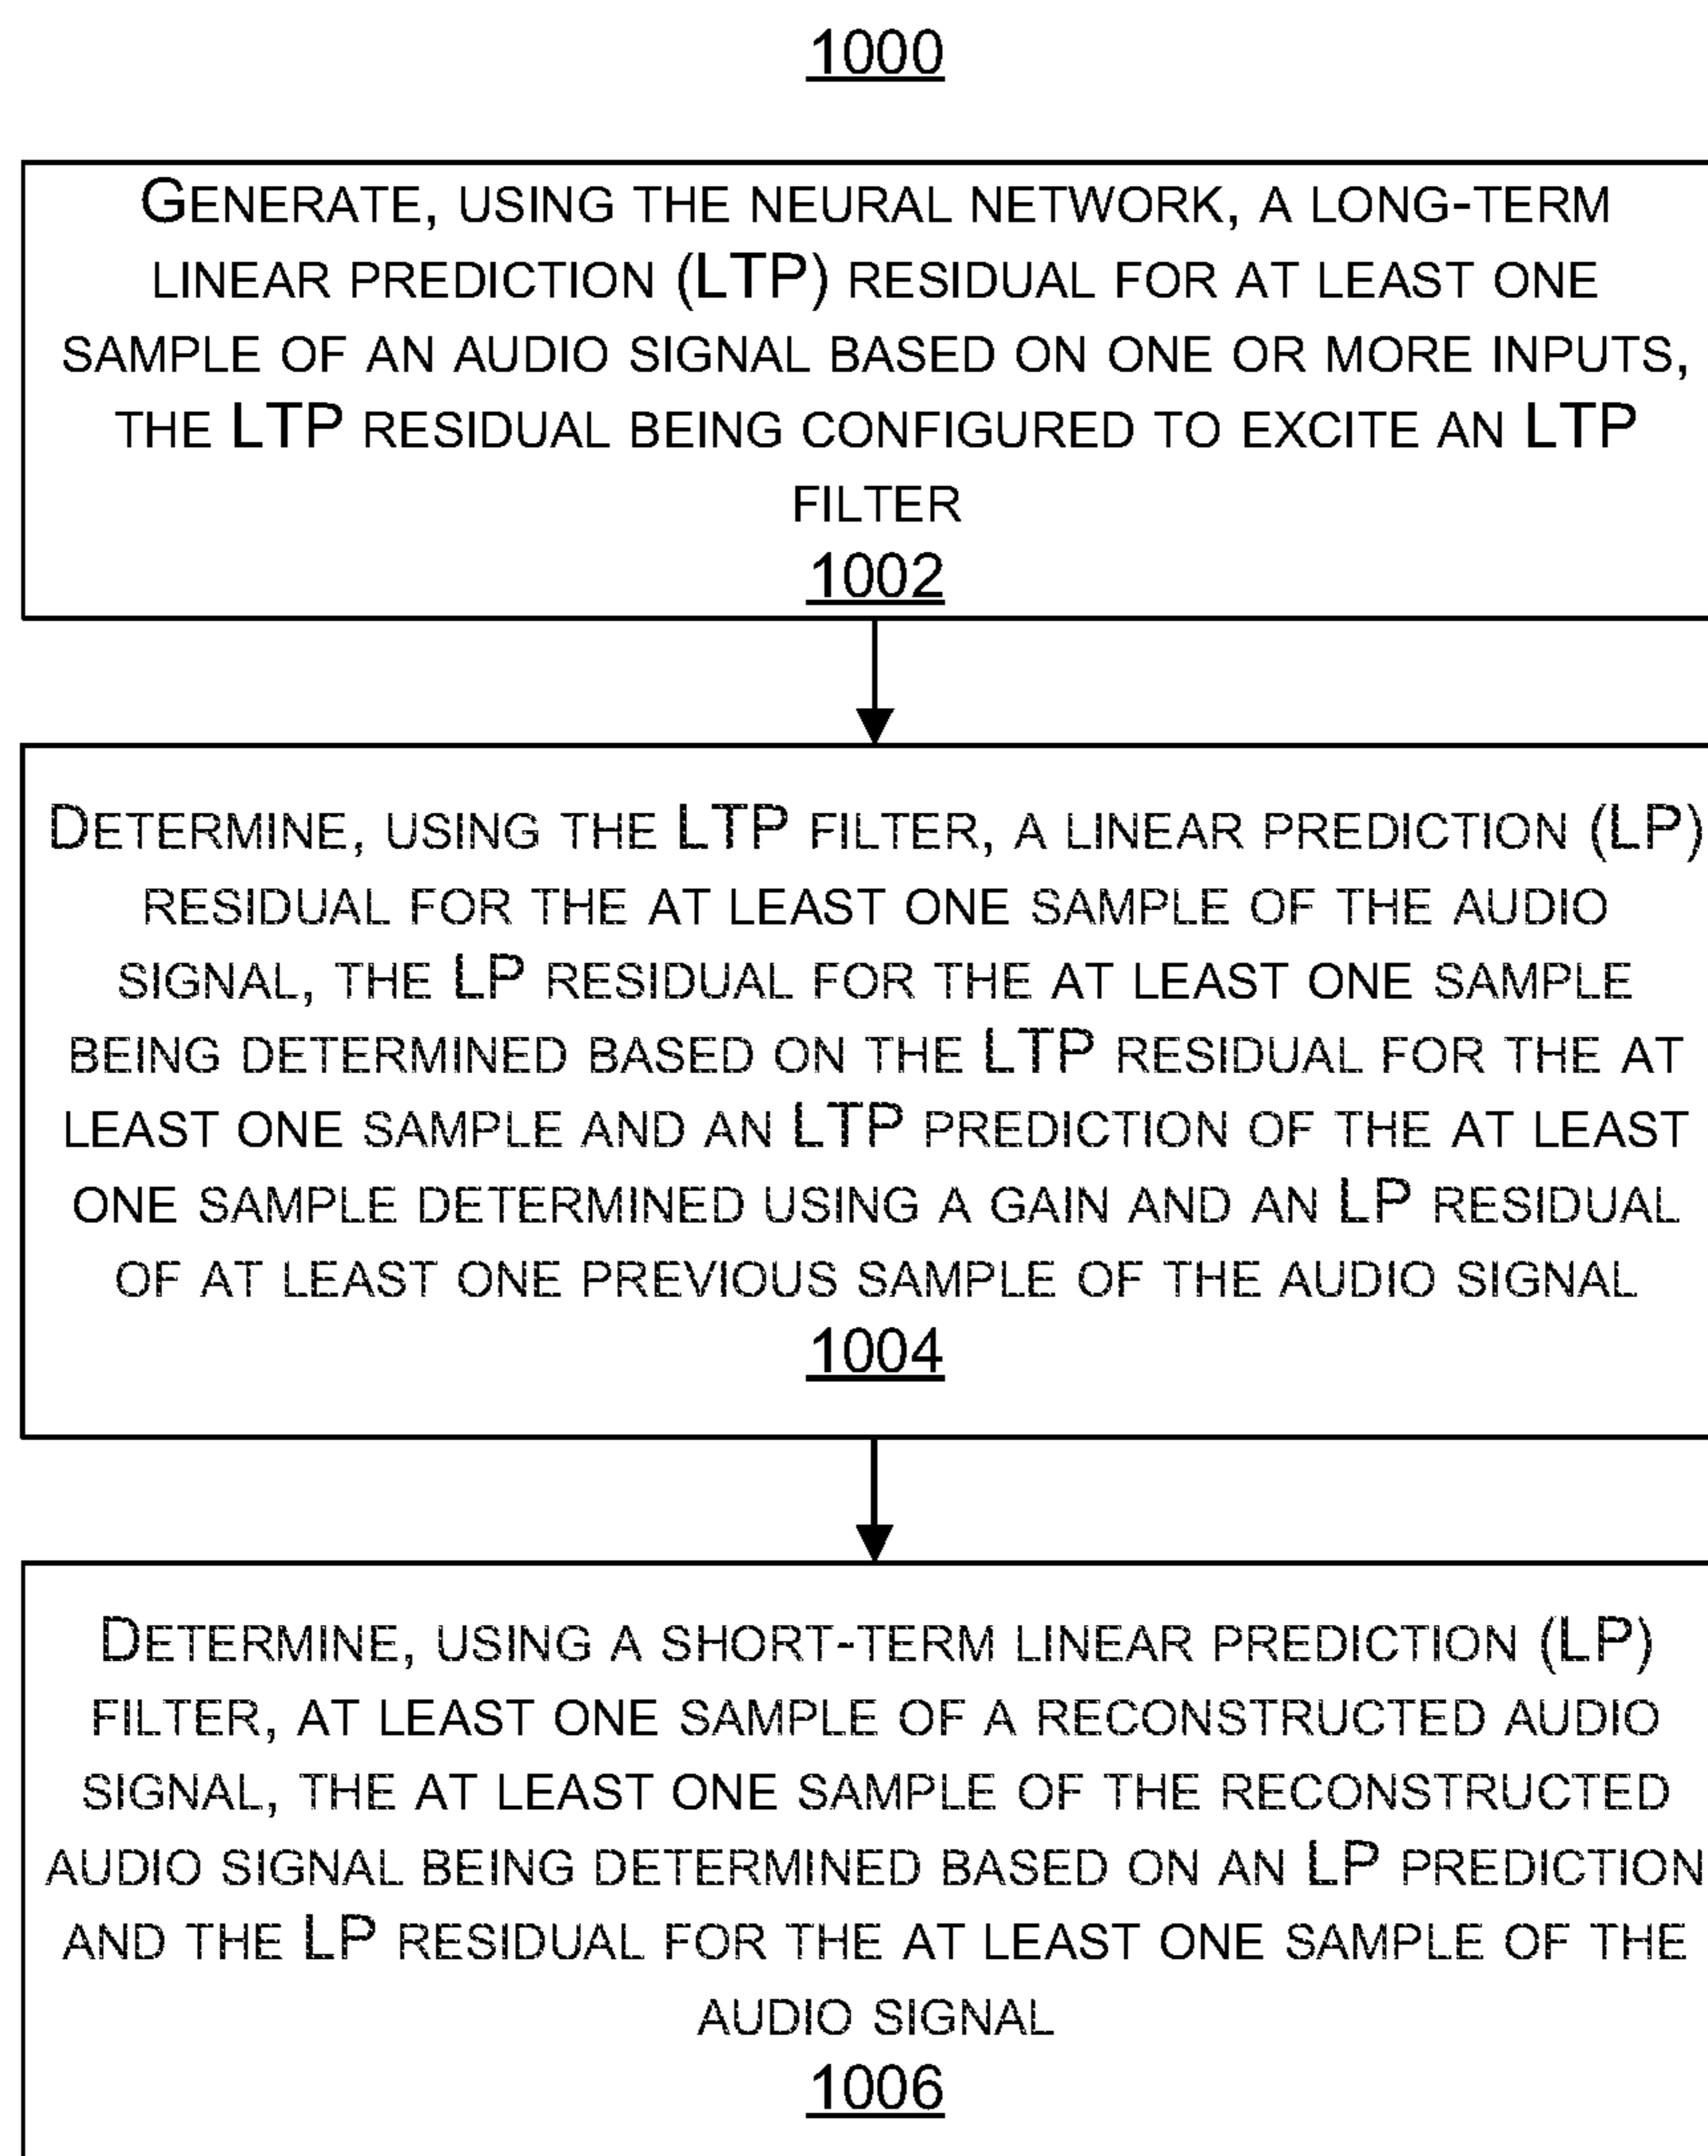 1000
GENERATE, USING THE NEURAL NETWORK, A LONG-TERM
LINEAR PREDICTION (LTP) RESIDUAL FOR AT LEAST ONE
SAMPLE OF AN AUDIO SIGNAL BASED ON ONE OR MORE INPUTS,
THE LTP RESIDUAL BEING CONFIGURED TO EXCITE AN LTP
FILTER
1002
DETERMINE, USING THE LTP FILTER, A LINEAR PREDICTION (LP)
RESIDUAL FOR THE AT LEAST ONE SAMPLE OF THE AUDIO
SIGNAL, THE LP RESIDUAL FOR THE AT LEAST ONE SAMPLE
BEING DETERMINED BASED ON THE LTP RESIDUAL FOR THE AT
LEAST ONE SAMPLE AND AN LTP PREDICTION OF THE AT LEAST
ONE SAMPLE DETERMINED USING A GAIN AND AN LP RESIDUAL
OF AT LEAST ONE PREVIOUS SAMPLE OF THE AUDIO SIGNAL
1004
DETERMINE, USING A SHORT-TERM LINEAR PREDICTION (LP)
FILTER, AT LEAST ONE SAMPLE OF A RECONSTRUCTED AUDIO
SIGNAL, THE AT LEAST ONE SAMPLE OF THE RECONSTRUCTED
AUDIO SIGNAL BEING DETERMINED BASED ON AN LP PREDICTION
AND THE LP RESIDUAL FOR THE AT LEAST ONE SAMPLE OF THE
AUDIO SIGNAL
1006